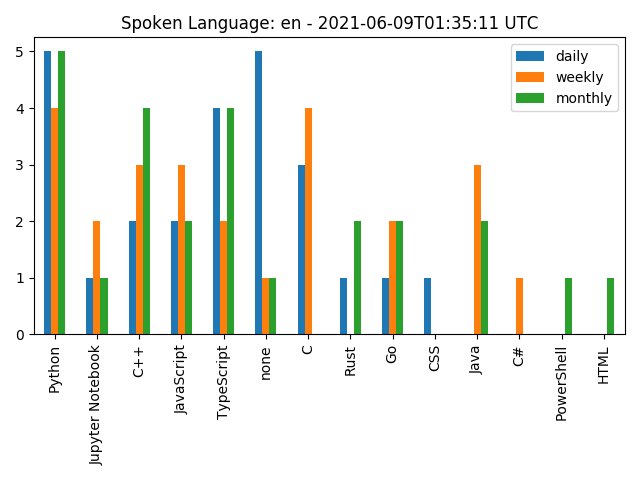 Spoken Language: en - 2021-06-09T01:35:11 UTC
daily
weekly
monthly
5
4
3
2
1
0
Python
Jupyter Notebook
C++
JavaScript
TypeScript
none
C
Rust
Go
CSS
Java
C#
PowerShell
HTML